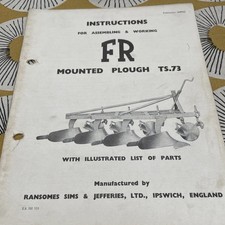 INSTRUCTIONS
FOR ASSEMBLING & WORKING
FR
MOUNTED PLOUGH TS.73
WITH ILLUSTRATED LIST OF PARTS
Manufactured by
RANSOMES SIMS & JEFFERIES, LTD., IPSWICH, ENGLAND